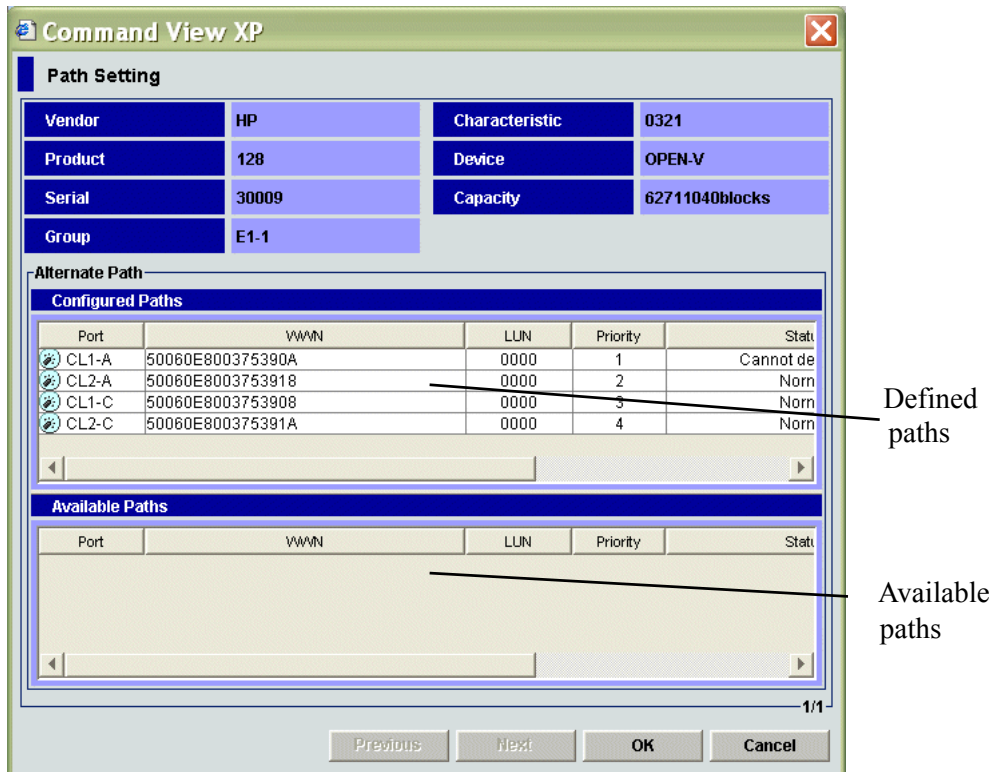 Command View XP
Path Setting
Vendor HP Characteristic 0321
Product 128 Device OPEN-V
Serial 30009 Capacity 62711040blocks
Group E1-1
Alternate Path
Configured Paths
Port WWN LUN Priority Statu
CL1-A 50060E800375390A 0000 1 Cannot de
CL2-A 50060E8003753918 0000 2 Norn
CL1-C 50060E8003753908 0000 3 Norn
CL2-C 50060E800375391A 0000 4 Norn
Defined
paths
Available Paths
Port WWN LUN Priority Statu
Available
paths
1/1
Previous Next OK Cancel